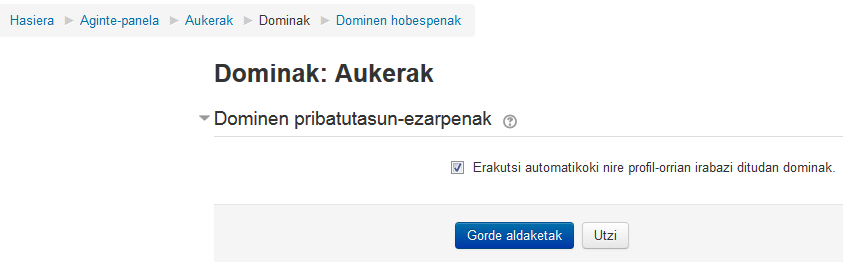 Hasiera Aginte-panela Aukerak Dominak Dominen hobespenak
Dominak: Aukerak
Dominen pribatutasun-ezarpenak
Erakutsi automatikoki nire profil-orrian irabazi ditudan dominak.
Gorde aldaketak Utzi